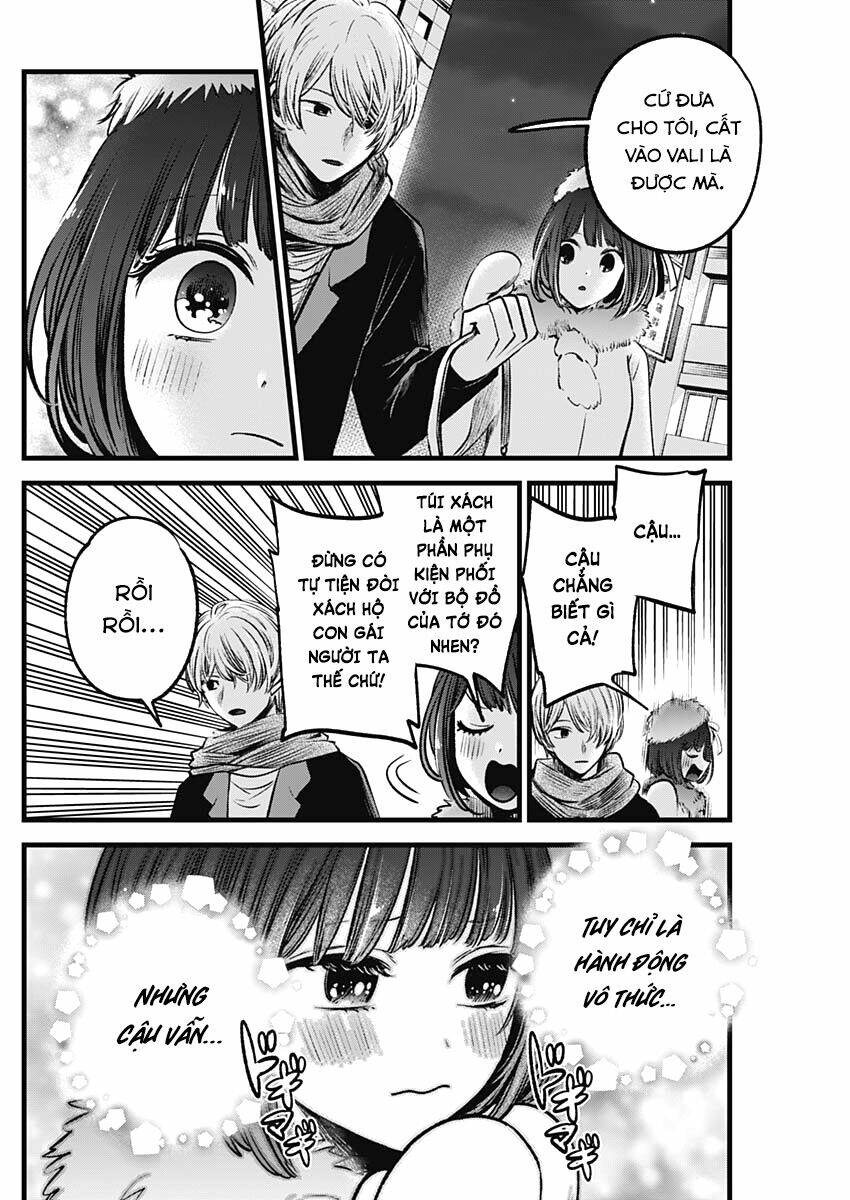 CỨ ĐƯA
CHO TÔI, CẤT
VÀO VALI LÀ
ĐƯỢC MÀ.
CẬU...
CẬU
CHẲNG
BIẾT GÌ
CẢ!
TÚI XÁCH
LÀ MỘT
PHẦN PHỤ
KIỆN PHỐI
VỚI BỘ ĐỒ
CỦA TỚ ĐÓ
NHEN?
ĐỪNG CÓ
TỰ TIỆN ĐÒI
XÁCH HỘ
CON GÁI
NGƯỜI TA
THẾ CHỨ!
RỒI
RỒI...
TUY CHỈ LÀ
HÀNH ĐỘNG
VÔ THỨC...
NHƯNG
CẬU VẪN...
ドギマギ
ドギマギ